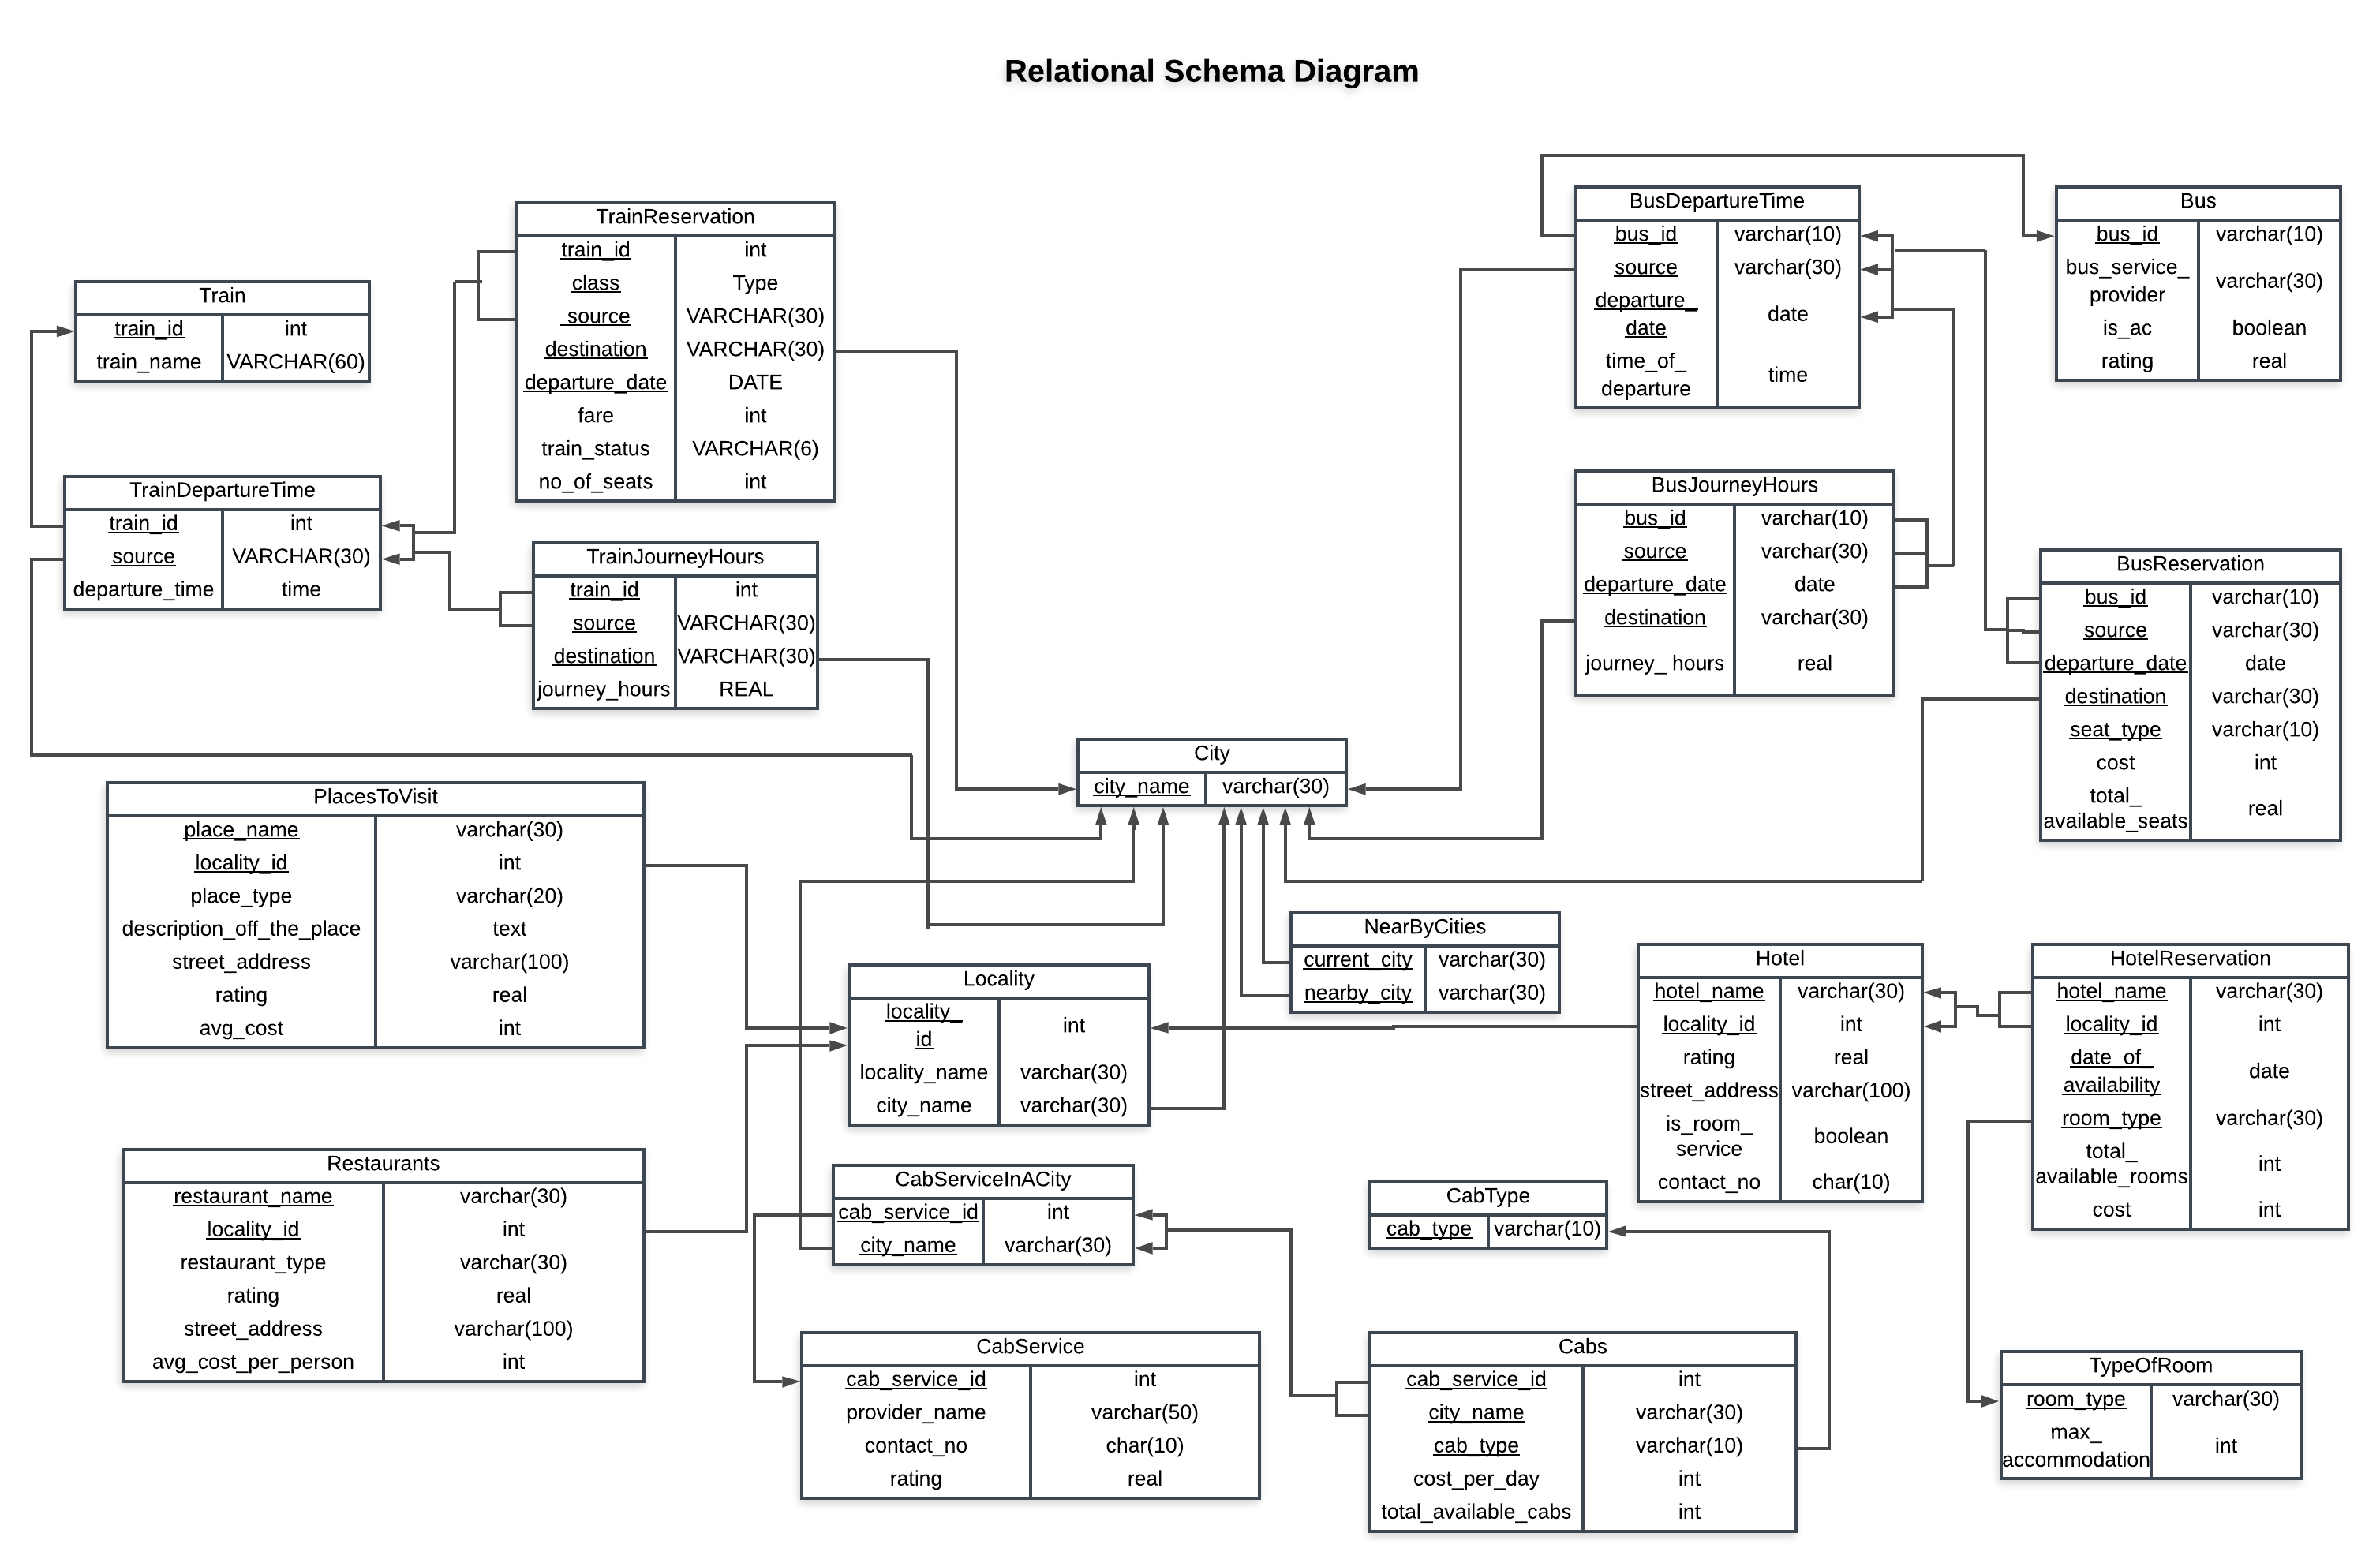 Relational Schema Diagram
TrainReservation
train_id int
class Type
source VARCHAR(30)
destination VARCHAR(30)
departure_date DATE
fare int
train_status VARCHAR(6)
no_of_seats int
Train
train_id int
train_name VARCHAR(60)
TrainDepartureTime
train_id int
source VARCHAR(30)
departure_time time
TrainJourneyHours
train_id int
source VARCHAR(30)
destination VARCHAR(30)
journey_hours REAL
BusDepartureTime
bus_id varchar(10)
source varchar(30)
departure_
date
date
time_of_
departure
time
Bus
bus_id varchar(10)
bus_service_
provider
varchar(30)
is_ac boolean
rating real
BusJourneyHours
bus_id varchar(10)
source varchar(30)
departure_date date
destination varchar(30)
journey_ hours real
BusReservation
bus_id varchar(10)
source varchar(30)
departure_date date
destination varchar(30)
seat_type varchar(10)
cost int
total_
available_seats
real
City
city_name varchar(30)
PlacesToVisit
place_name varchar(30)
locality_id int
place_type varchar(20)
description_off_the_place text
street_address varchar(100)
rating real
avg_cost int
NearByCities
current_city varchar(30)
nearby_city varchar(30)
Locality
locality_
id
int
locality_name varchar(30)
city_name varchar(30)
Hotel
hotel_name varchar(30)
locality_id int
rating real
street_address varchar(100)
is_room_
service
boolean
contact_no char(10)
HotelReservation
hotel_name varchar(30)
locality_id int
date_of_
availability
date
room_type varchar(30)
total_
available_rooms
int
cost int
Restaurants
restaurant_name varchar(30)
locality_id int
restaurant_type varchar(30)
rating real
street_address varchar(100)
avg_cost_per_person int
CabServiceInACity
cab_service_id int
city_name varchar(30)
CabType
cab_type varchar(10)
CabService
cab_service_id int
provider_name varchar(50)
contact_no char(10)
rating real
Cabs
cab_service_id int
city_name varchar(30)
cab_type varchar(10)
cost_per_day int
total_available_cabs int
TypeOfRoom
room_type varchar(30)
max_
accommodation
int